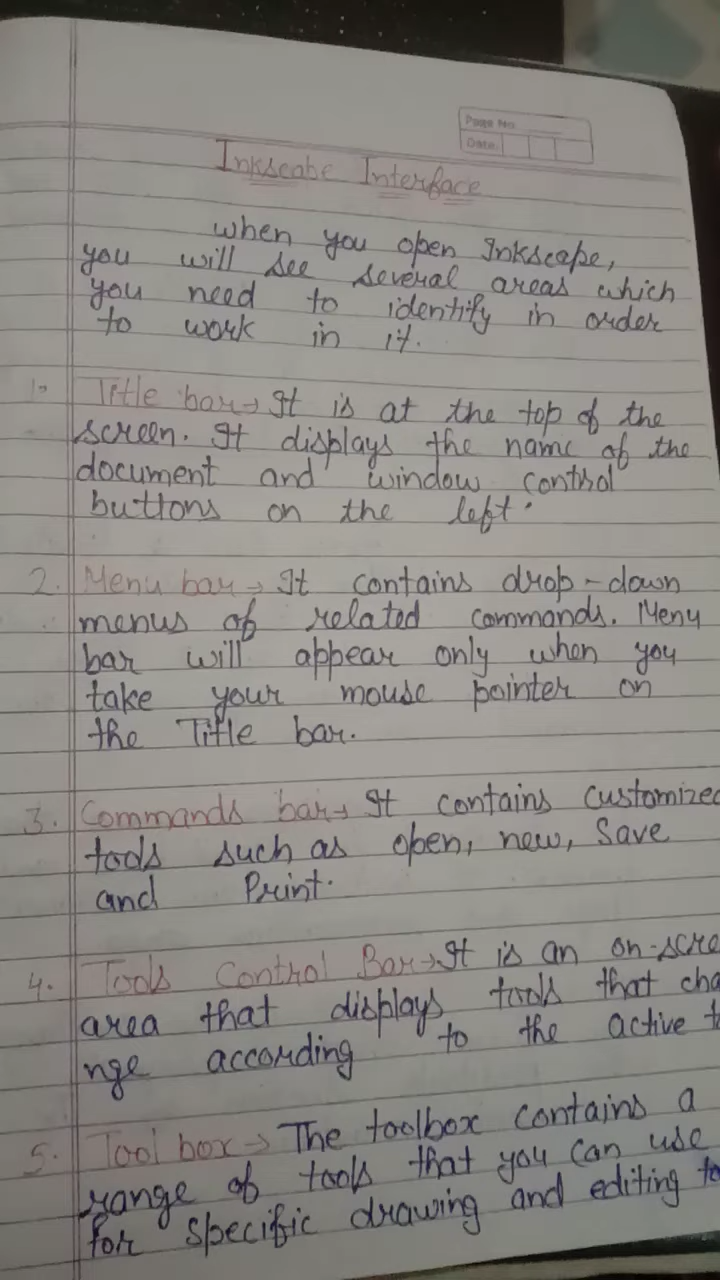 Page No.
Date.
Inkscape Interface
when you open Inkscape,
you will see several areas which
you need to identify in order
to work in it.
1. Title bar → It is at the top of the
screen. It displays the name of the
document and window control
buttons on the left.
2. Menu bar → It contains drop-down
menus of related commands. Menu
bar will appear only when you
take your mouse pointer on
the Title bar.
3. Commands bar → It contains customized
tools such as open, new, Save
and Print.
4. Tools Control Bar → It is an on-scre
area that displays tools that cha
nge according to the active t
5. Tool box → The toolbox contains a
range of tools that you can use
for specific drawing and editing to